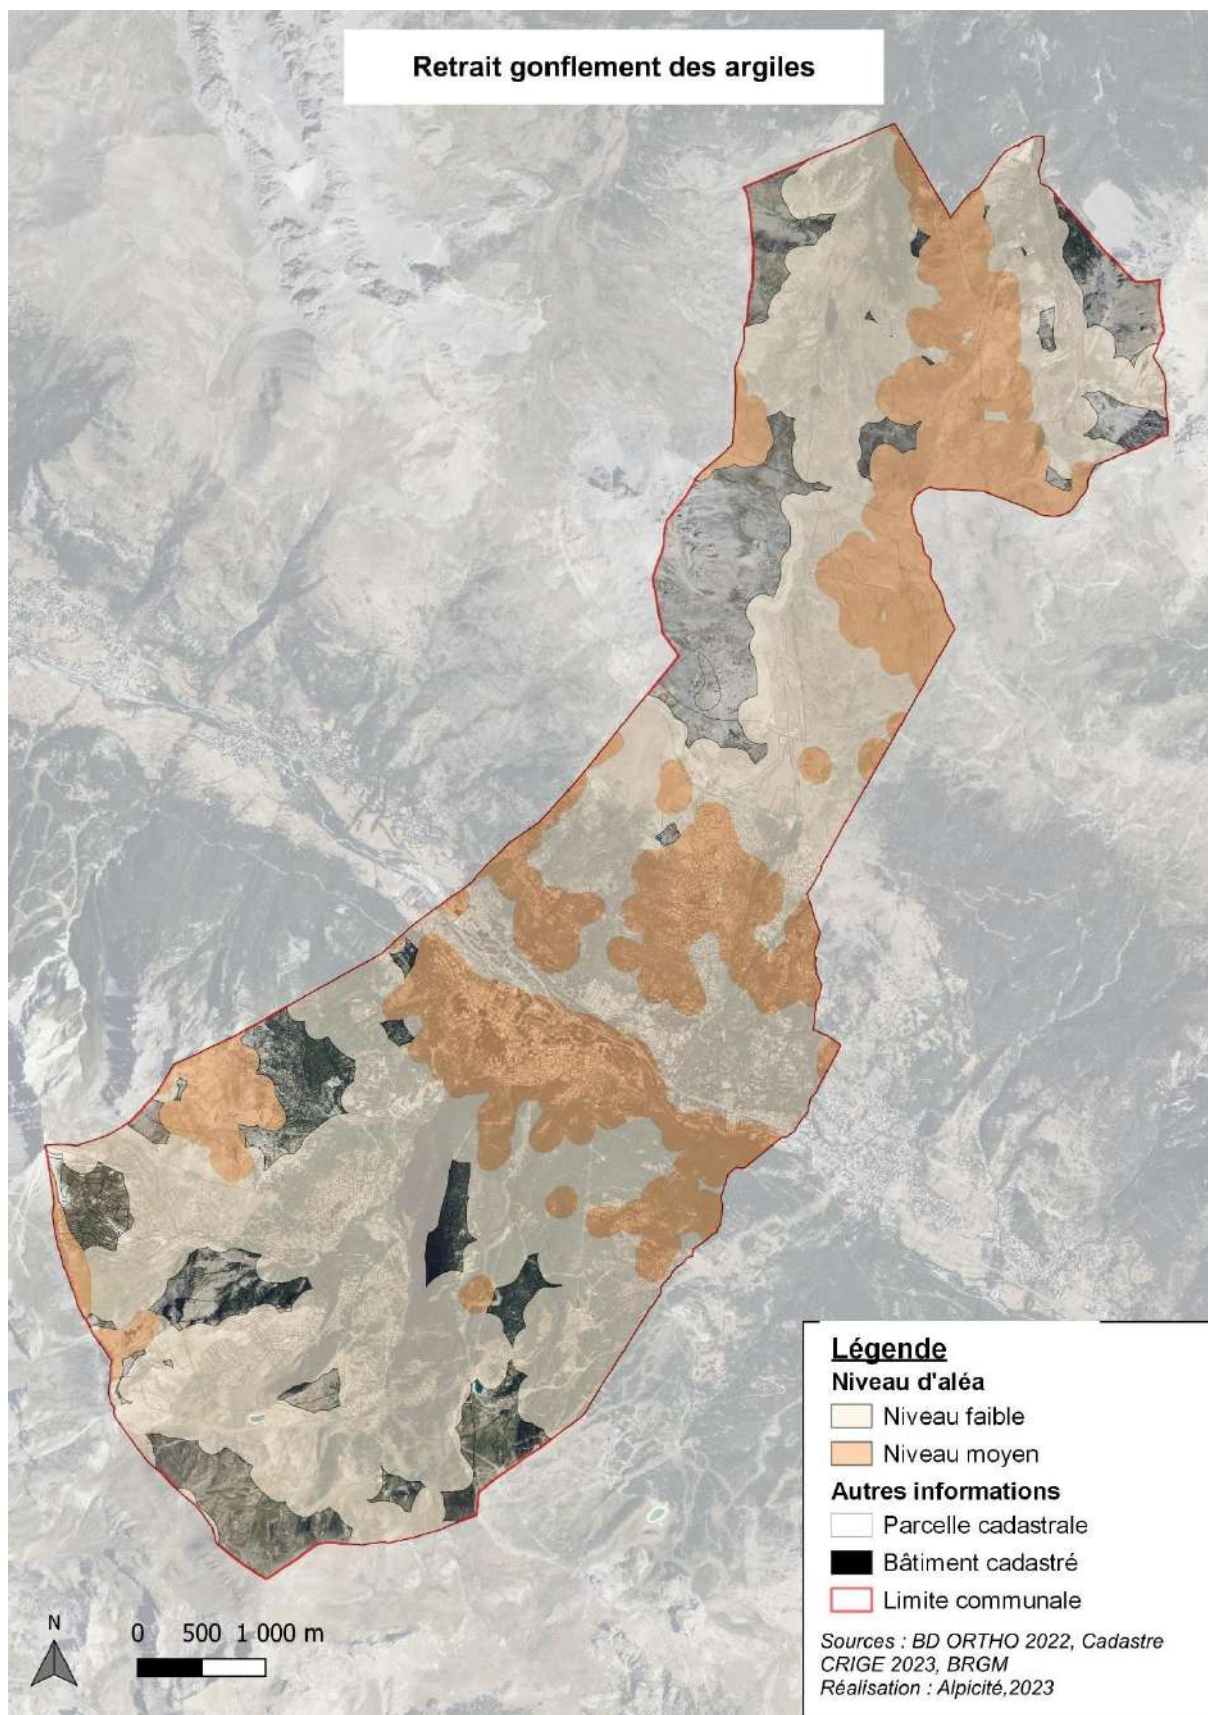 Retrait gonflement des argiles
Légende
Niveau d'aléa
Niveau faible
Niveau moyen
Autres informations
Parcelle cadastrale
Bâtiment cadastré
Limite communale
Sources : BD ORTHO 2022, Cadastre
CRIGE 2023, BRGM
Réalisation : Alpicité,2023
N
0 500 1 000 m